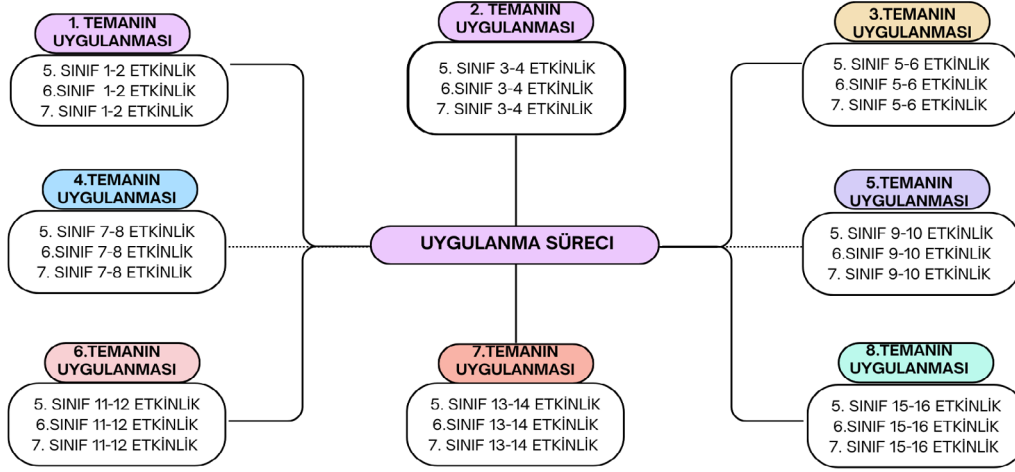 1. TEMANIN
UYGULANMASI
5. SINIF 1-2 ETKİNLİK
6.SINIF 1-2 ETKİNLİK
7. SINIF 1-2 ETKİNLİK
2. TEMANIN
UYGULANMASI
5. SINIF 3-4 ETKİNLİK
6.SINIF 3-4 ETKİNLİK
7. SINIF 3-4 ETKİNLİK
3.TEMANIN
UYGULANMASI
5. SINIF 5-6 ETKİNLİK
6.SINIF 5-6 ETKİNLİK
7. SINIF 5-6 ETKİNLİK
4.TEMANIN
UYGULANMASI
5. SINIF 7-8 ETKİNLİK
6.SINIF 7-8 ETKİNLİK
7. SINIF 7-8 ETKİNLİK
UYGULANMA SÜRECI
5.TEMANIN
UYGULANMASI
5. SINIF 9-10 ETKİNLİK
6.SINIF 9-10 ETKİNLİK
7. SINIF 9-10 ETKİNLİK
6.TEMANIN
UYGULANMASI
5. SINIF 11-12 ETKİNLİK
6.SINIF 11-12 ETKİNLİK
7. SINIF 11-12 ETKİNLİK
7.TEMANIN
UYGULANMASI
5. SINIF 13-14 ETKİNLİK
6.SINIF 13-14 ETKİNLİK
7. SINIF 13-14 ETKİNLİK
8.TEMANIN
UYGULANMASI
5. SINIF 15-16 ETKİNLİK
6.SINIF 15-16 ETKİNLİK
7. SINIF 15-16 ETKİNLİK